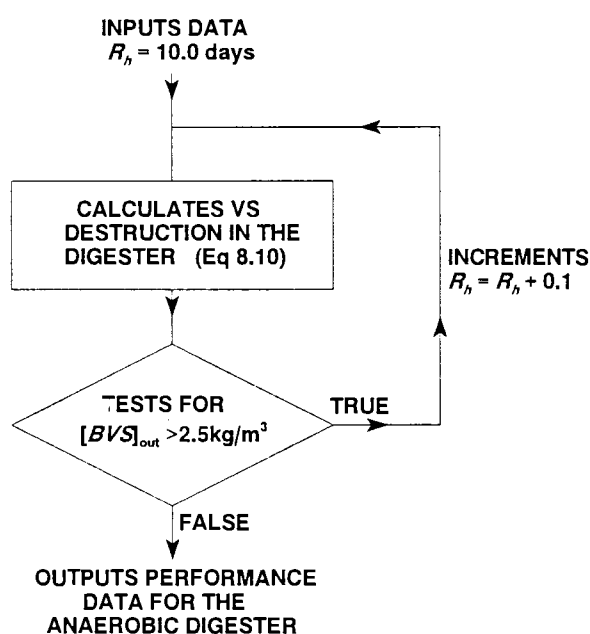 INPUTS DATA
R_h = 10.0 days
CALCULATES VS
DESTRUCTION IN THE
DIGESTER (Eq 8.10)
INCREMENTS
R_h = R_h + 0.1
TESTS FOR
[BVS]_out >2.5kg/m³
TRUE
FALSE
OUTPUTS PERFORMANCE
DATA FOR THE
ANAEROBIC DIGESTER